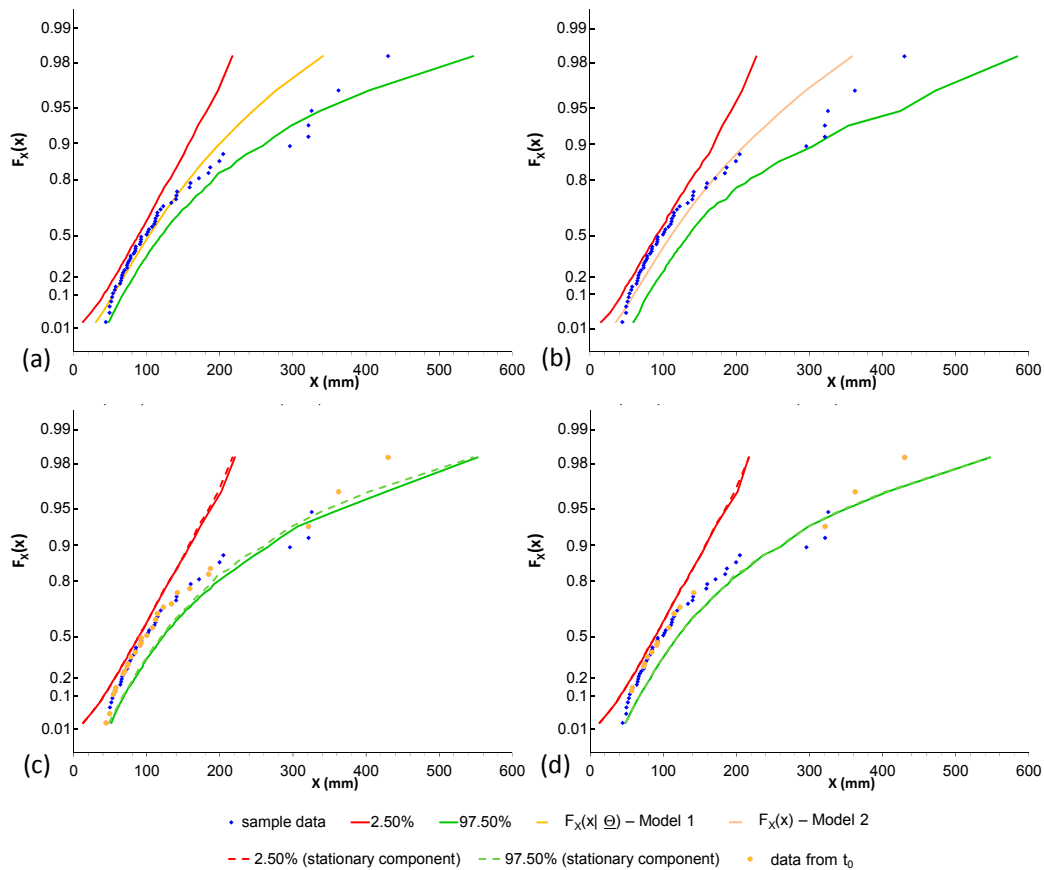 0.99
0.98
0.95
0.9
0.8
0.5
0.2
0.1
0.01
F_X(x)
(a)
0 100 200 300 400 500 600
X (mm)
0.99
0.98
0.95
0.9
0.8
0.5
0.2
0.1
0.01
F_X(x)
(b)
0 100 200 300 400 500 600
X (mm)
0.99
0.98
0.95
0.9
0.8
0.5
0.2
0.1
0.01
F_X(x)
(c)
0 100 200 300 400 500 600
X (mm)
0.99
0.98
0.95
0.9
0.8
0.5
0.2
0.1
0.01
F_X(x)
(d)
0 100 200 300 400 500 600
X (mm)
sample data 2.50% 97.50% F_X(x| Θ) – Model 1 F_X(x) – Model 2
2.50% (stationary component) 97.50% (stationary component) data from t_0